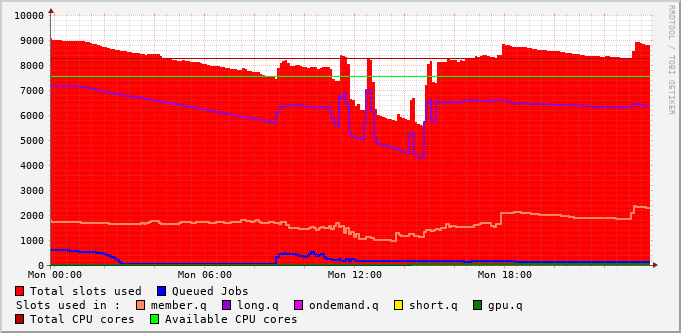 10000
9000
8000
7000
6000
5000
4000
3000
2000
1000
0
Mon 00:00 Mon 06:00 Mon 12:00 Mon 18:00
RRDTOOL / TOBI OETIKER
Total slots used Queued Jobs
Slots used in : member.q long.q ondemand.q short.q gpu.q
Total CPU cores Available CPU cores